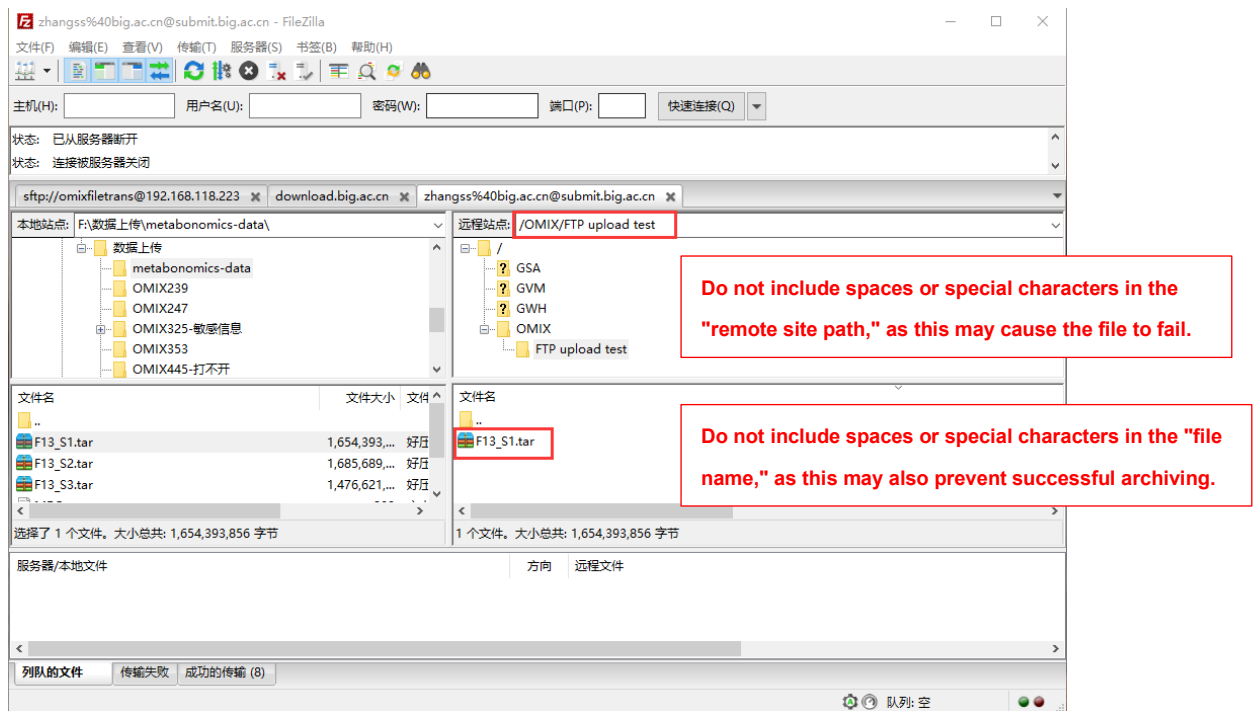 zhangss%40big.ac.cn@submit.big.ac.cn - FileZilla
文件(F) 编辑(E) 查看(V) 传输(T) 服务器(S) 书签(B) 帮助(H)
主机(H): 用户名(U): 密码(W): 端口(P): 快速连接(Q)
状态: 已从服务器断开
状态: 连接被服务器关闭
sftp://omixfiletrans@192.168.118.223 download.big.ac.cn zhangss%40big.ac.cn@submit.big.ac.cn
本地站点: F:\数据上传\metabonomics-data\
数据上传
metabonomics-data
OMIX239
OMIX247
OMIX325-敏感信息
OMIX353
OMIX445-打不开
远程站点: /OMIX/FTP upload test
/
GSA
GVM
GWH
OMIX
FTP upload test
Do not include spaces or special characters in the
"remote site path," as this may cause the file to fail.
文件名 文件大小 文件
..
F13_S1.tar 1,654,393,... 好压
F13_S2.tar 1,685,689,... 好压
F13_S3.tar 1,476,621,... 好压
选择了 1 个文件。大小总共: 1,654,393,856 字节
文件名
..
F13_S1.tar
1 个文件。大小总共: 1,654,393,856 字节
Do not include spaces or special characters in the "file
name," as this may also prevent successful archiving.
服务器/本地文件 方向 远程文件
列队的文件 传输失败 成功的传输 (8)
队列: 空